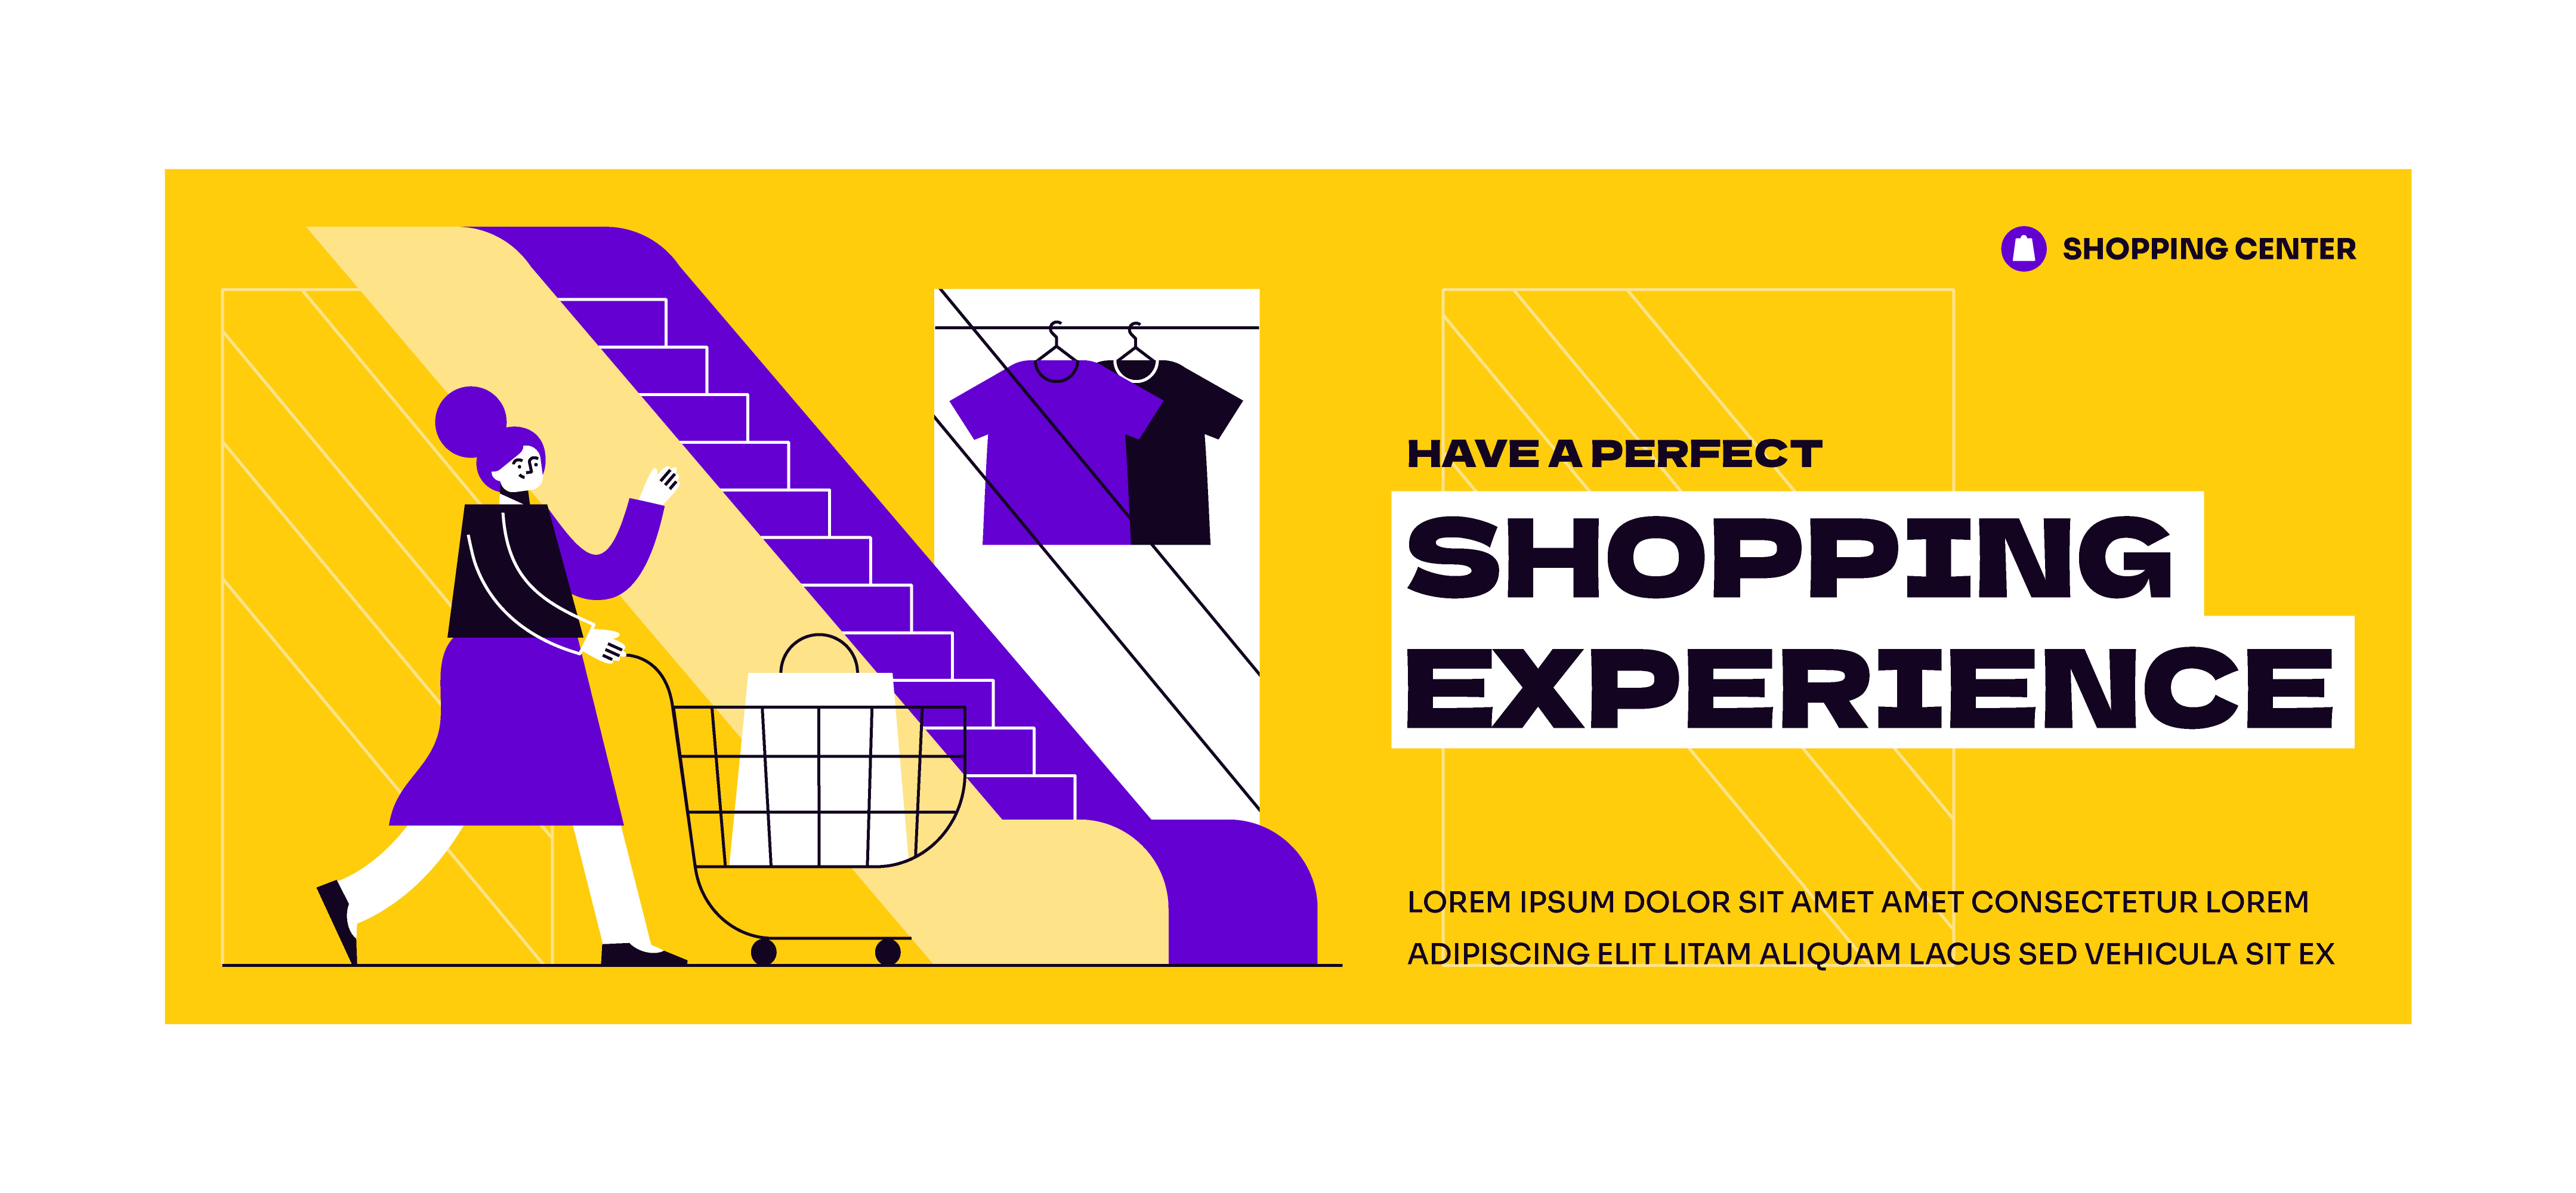 SHOPPING CENTER
HAVE A PERFECT
SHOPPING
EXPERIENCE
LOREM IPSUM DOLOR SIT AMET AMET CONSECTETUR LOREM
ADIPISCING ELIT LITAM ALIQUAM LACUS SED VEHICULA SIT EX